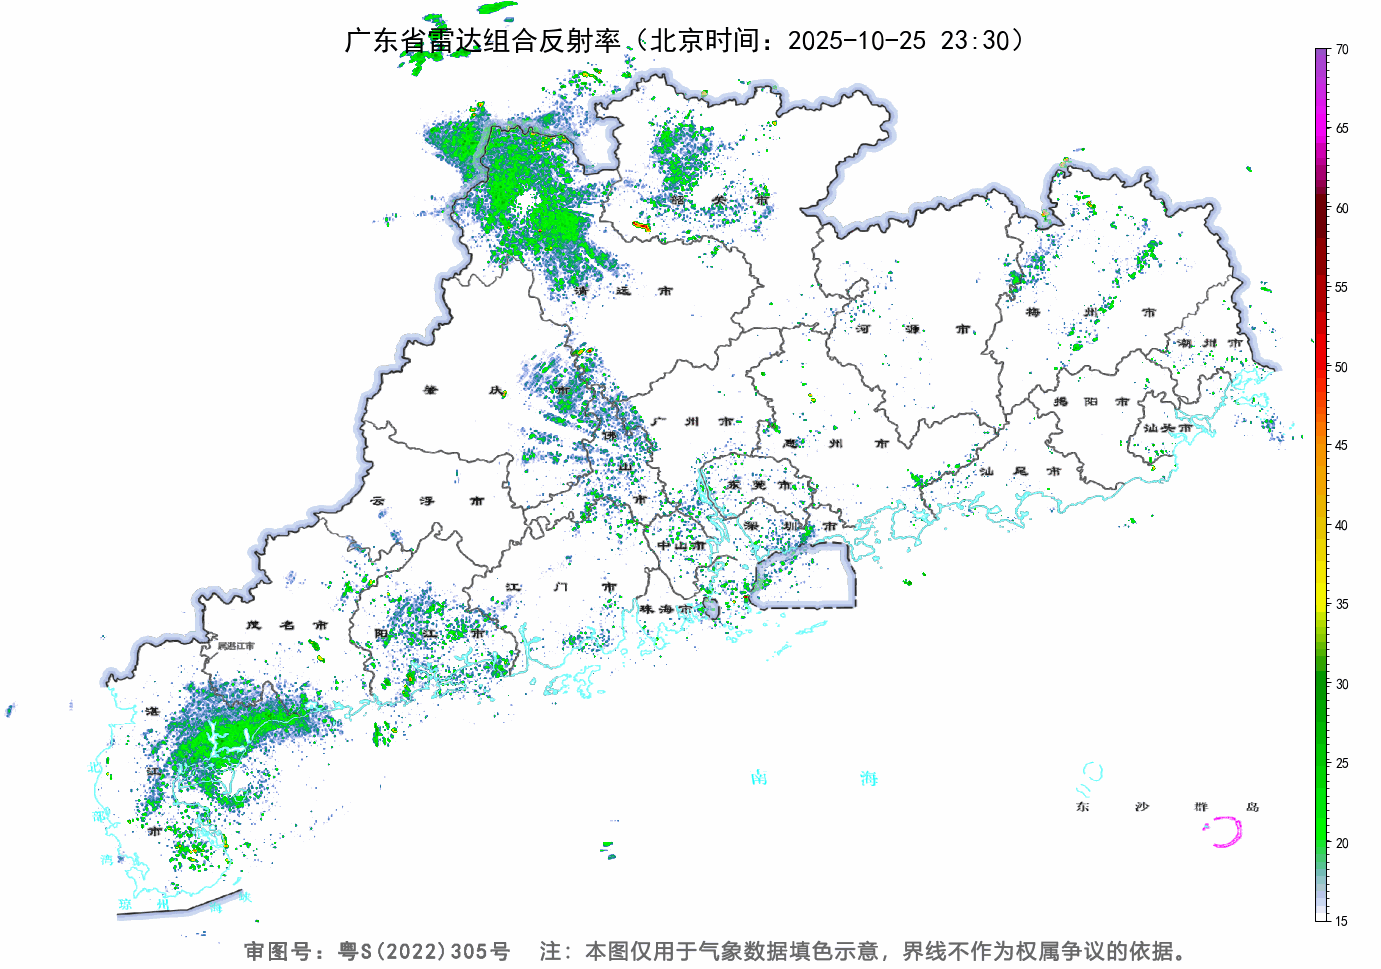 广东省雷达组合反射率（北京时间：2025-10-25 23:30）
70
65
60
55
50
45
40
35
30
25
20
15
韶关市
清远市
河源市
梅州市
潮州市
肇庆市
广州市
惠州市
揭阳市
汕头市
汕尾市
佛山市
东莞市
云浮市
深圳市
中山市
江门市
珠海市
茂名市
阳江市
属湛江市
湛江市
北部湾
琼州海峡
南海
东沙群岛
审图号：粤S(2022)305号 注：本图仅用于气象数据填色示意，界线不作为权属争议的依据。